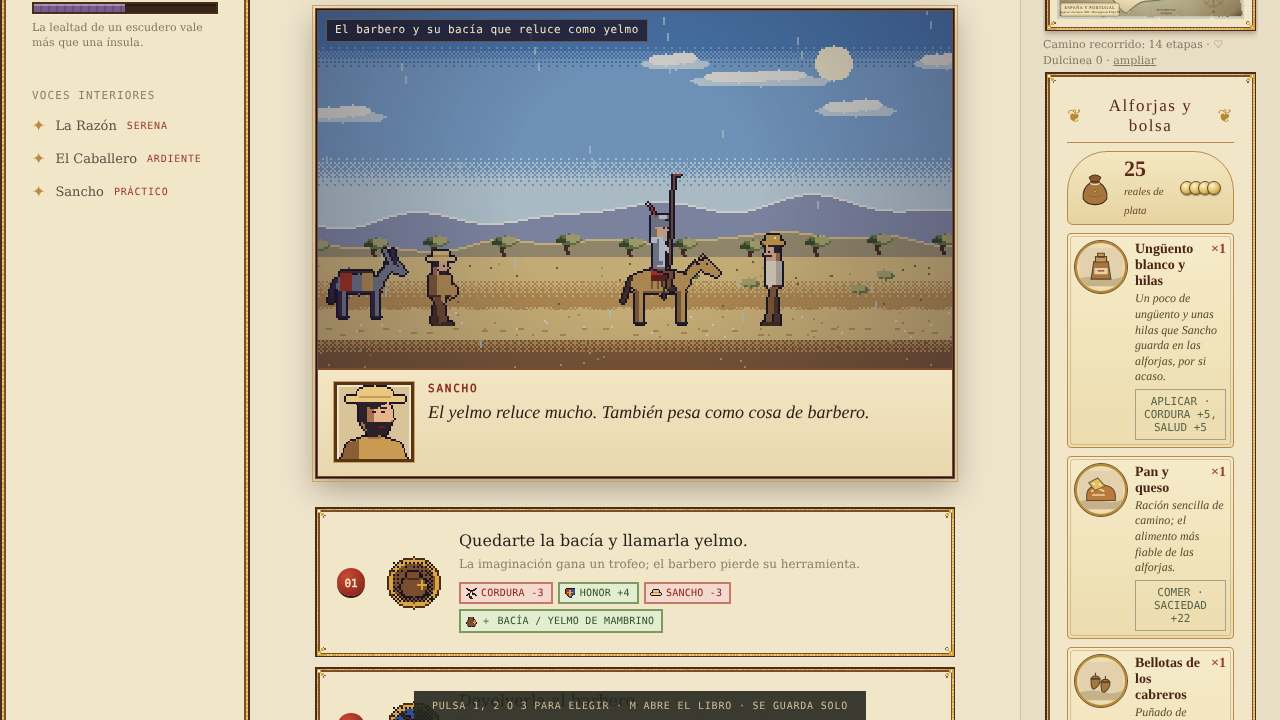 La lealtad de un escudero vale
más que una ínsula.
VOCES INTERIORES
La Razón SERENA
El Caballero ARDIENTE
Sancho PRÁCTICO
El barbero y su bacía que reluce como yelmo
SANCHO
El yelmo reluce mucho. También pesa como cosa de barbero.
01
Quedarte la bacía y llamarla yelmo.
La imaginación gana un trofeo; el barbero pierde su herramienta.
CORDURA -3 HONOR +4 SANCHO -3
+ BACÍA / YELMO DE MAMBRINO
Devolverla al barbero.
PULSA 1, 2 O 3 PARA ELEGIR · M ABRE EL LIBRO · SE GUARDA SOLO
ESPAÑA Y PORTUGAL
Camino recorrido: 14 etapas · ♡
Dulcinea 0 · ampliar
Alforjas y
bolsa
25
reales de
plata
Ungüento ×1
blanco y
hilas
Un poco de
ungüento y unas
hilas que Sancho
guarda en las
alforjas, por si
acaso.
APLICAR ·
CORDURA +5,
SALUD +5
Pan y ×1
queso
Ración sencilla de
camino; el
alimento más
fiable de las
alforjas.
COMER ·
SACIEDAD
+22
Bellotas de ×1
los
cabreros
Puñado de